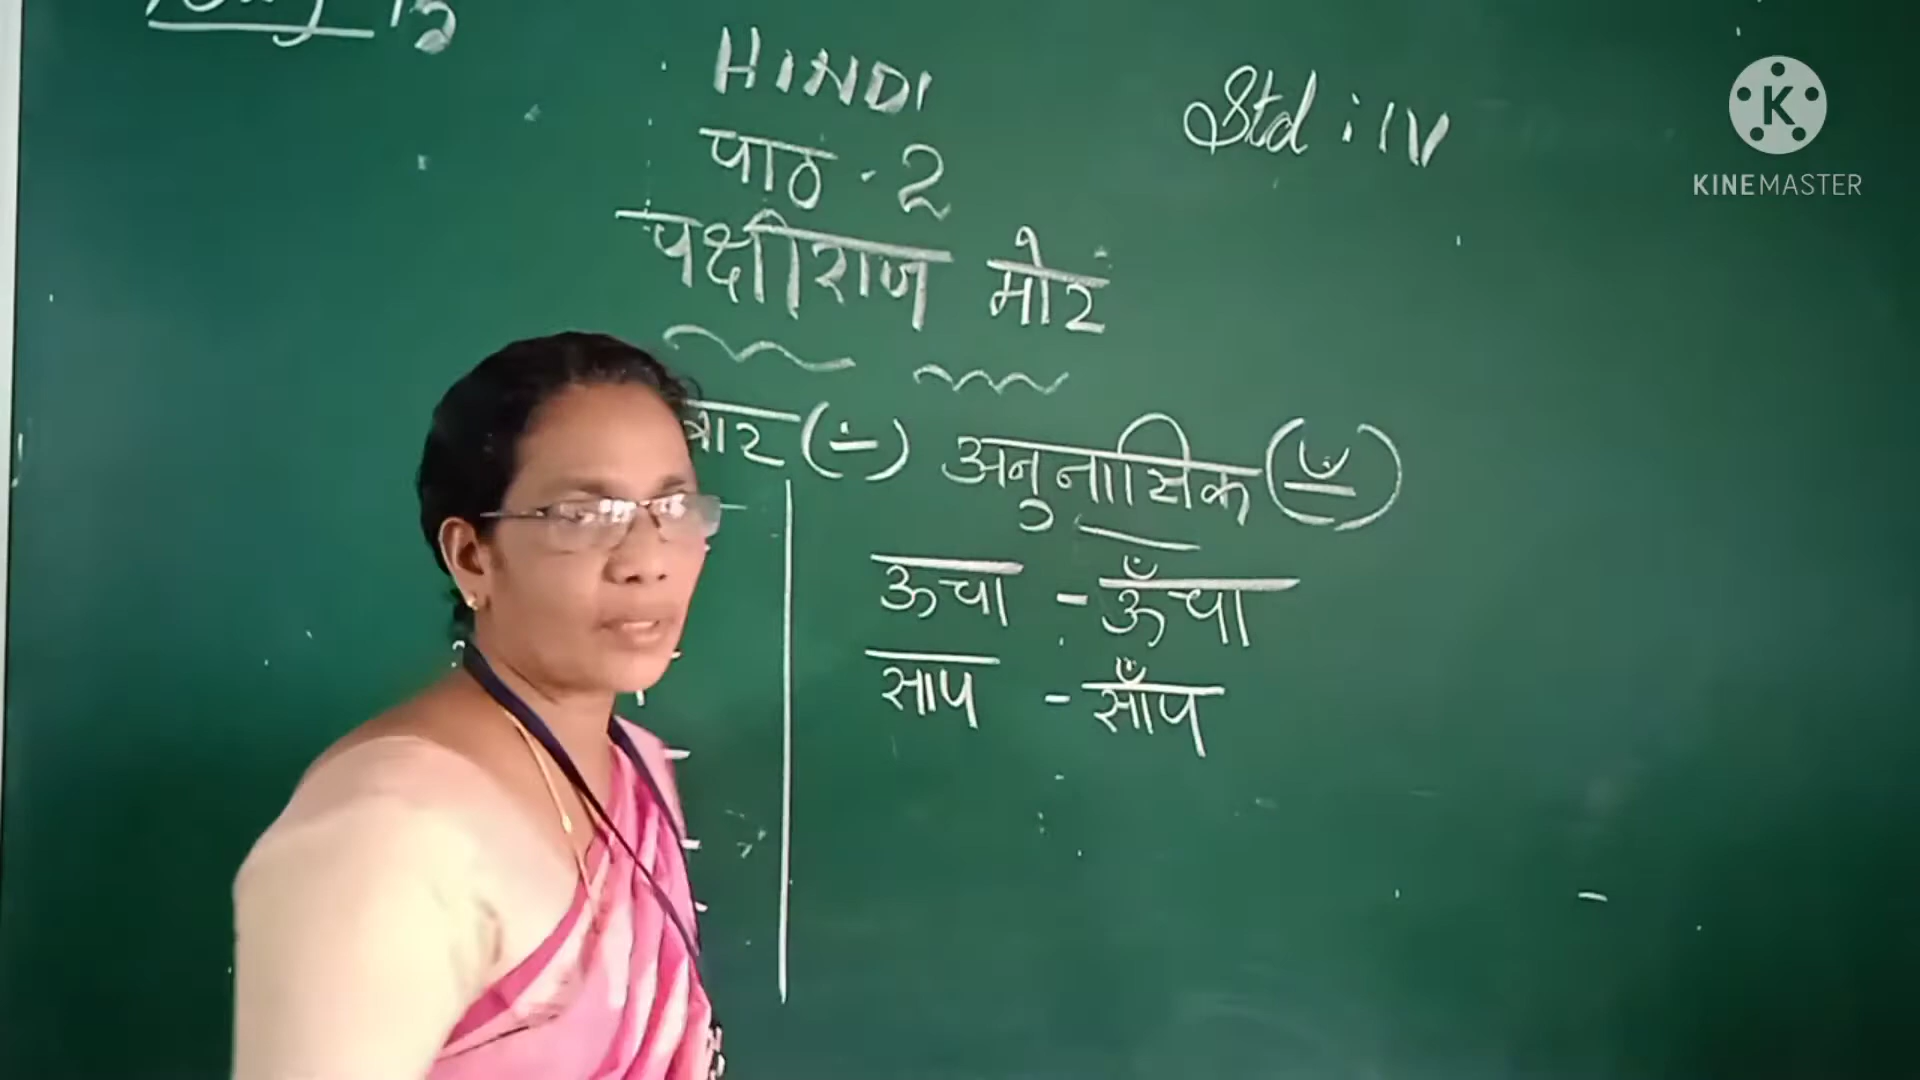 HINDI
Std : IV
KINEMASTER
पाठ - 2
पक्षीराज मोर
(ं) अनुनासिक (ँ)
ऊचा - ऊँचा
साप - साँप